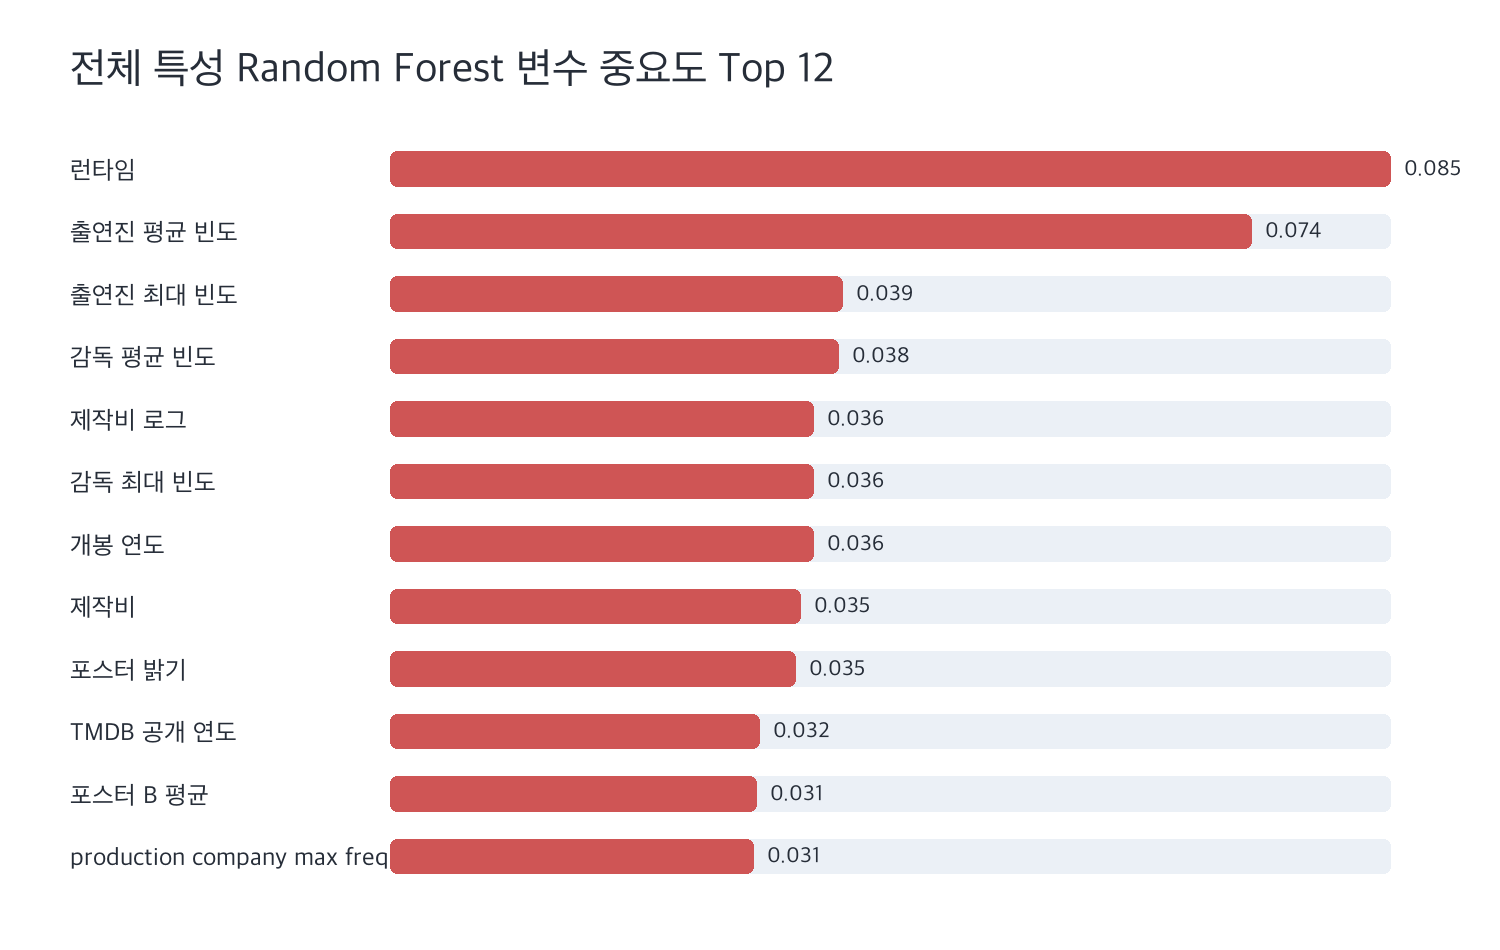 전체 특성 Random Forest 변수 중요도 Top 12
런타임 0.085
출연진 평균 빈도 0.074
출연진 최대 빈도 0.039
감독 평균 빈도 0.038
제작비 로그 0.036
감독 최대 빈도 0.036
개봉 연도 0.036
제작비 0.035
포스터 밝기 0.035
TMDB 공개 연도 0.032
포스터 B 평균 0.031
production company max freq 0.031